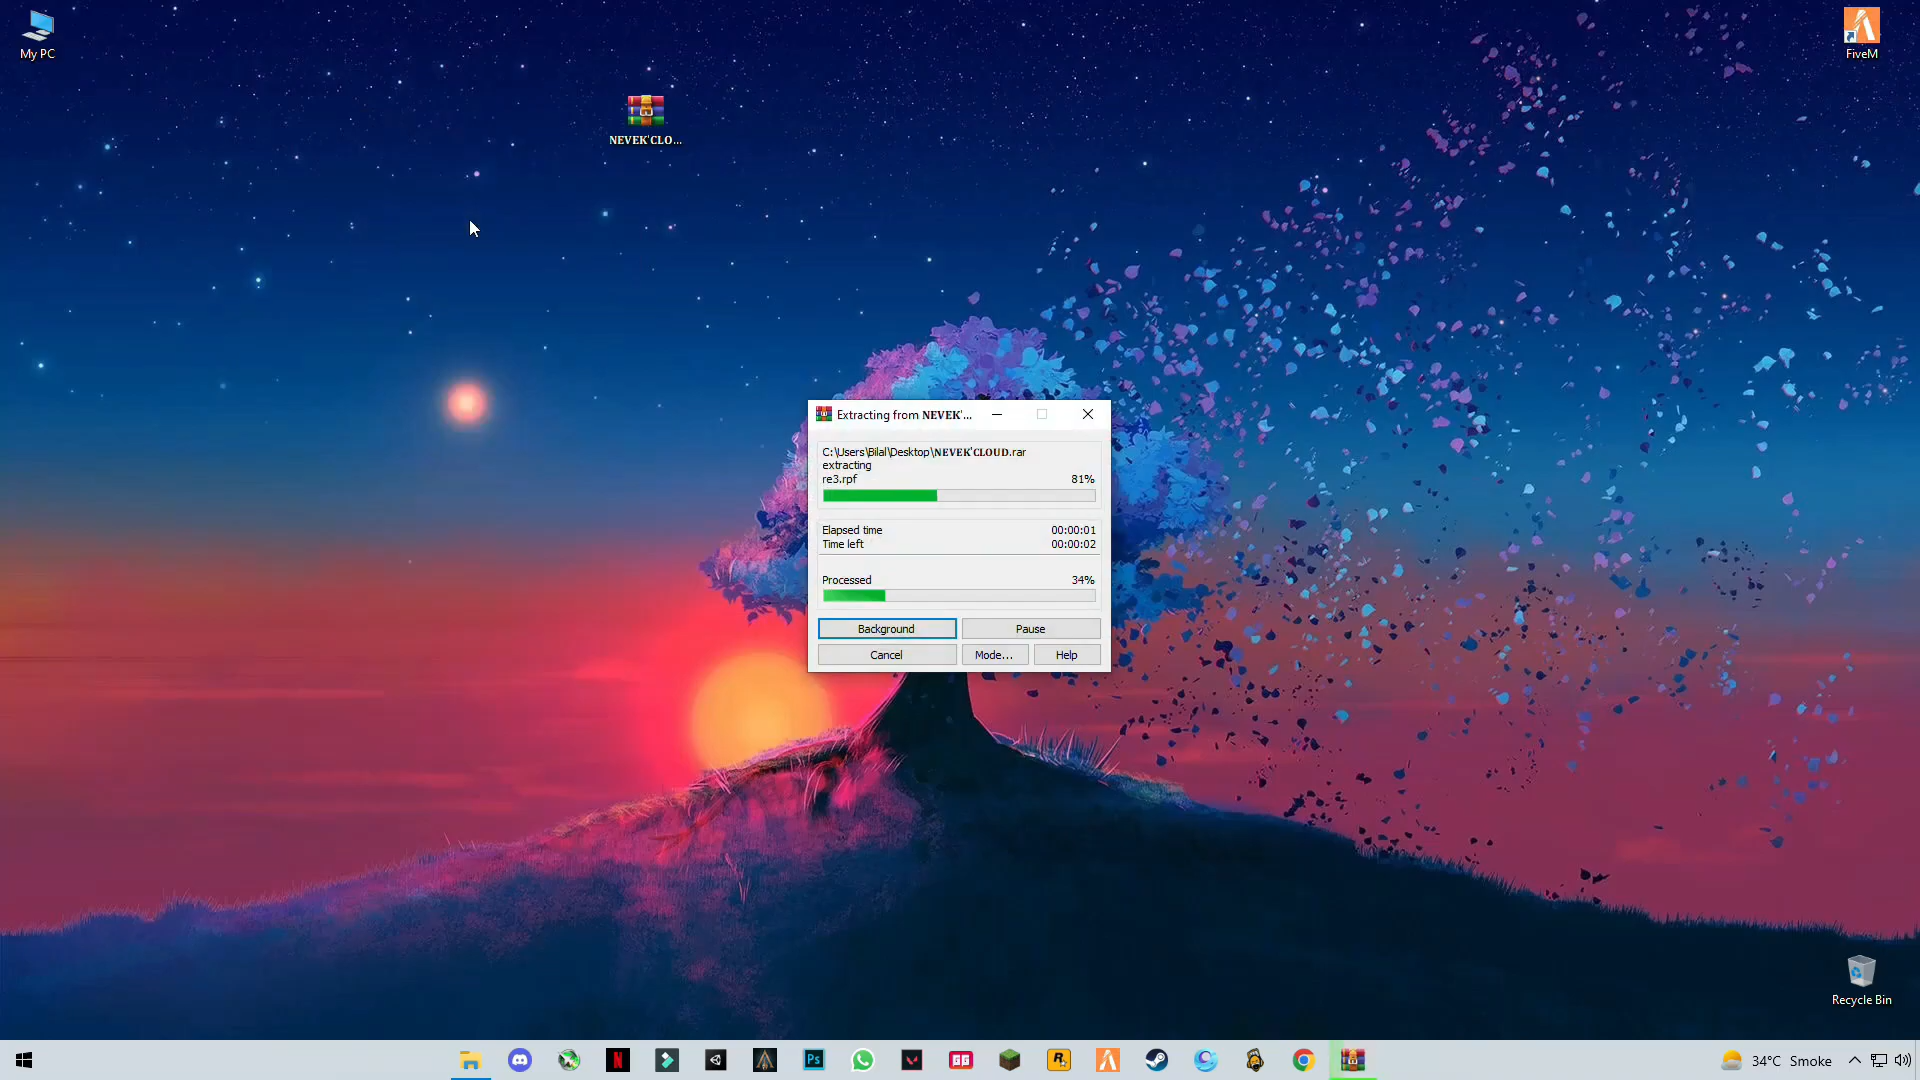 My PC
FiveM
NEVEK'CLO...
Extracting from NEVEK'...
C:\Users\Bilal\Desktop\NEVEK'CLOUD.rar
extracting
re3.rpf 81%
Elapsed time 00:00:01
Time left 00:00:02
Processed 34%
Background Pause
Cancel Mode... Help
Recycle Bin
N Ps GG R 34°C Smoke